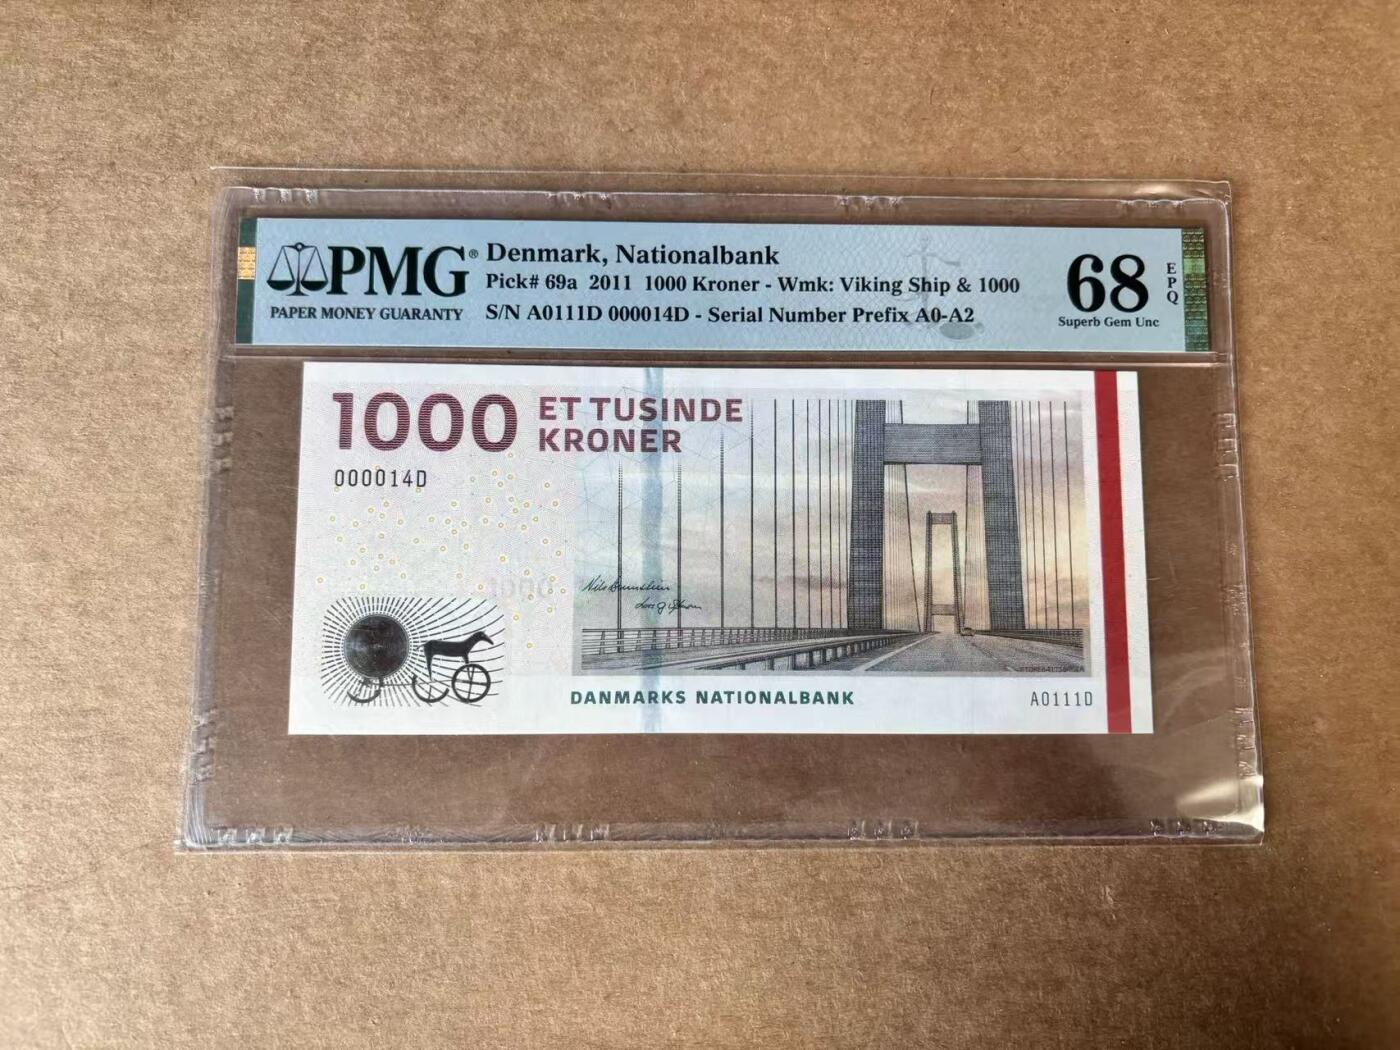 PMG®
PAPER MONEY GUARANTY
Denmark, Nationalbank
Pick# 69a 2011 1000 Kroner - Wmk: Viking Ship & 1000
S/N A0111D 000014D - Serial Number Prefix A0-A2
68
EPQ
Superb Gem Unc
1000
ET TUSINDE
KRONER
000014D
1000
DANMARKS NATIONALBANK
A0111D